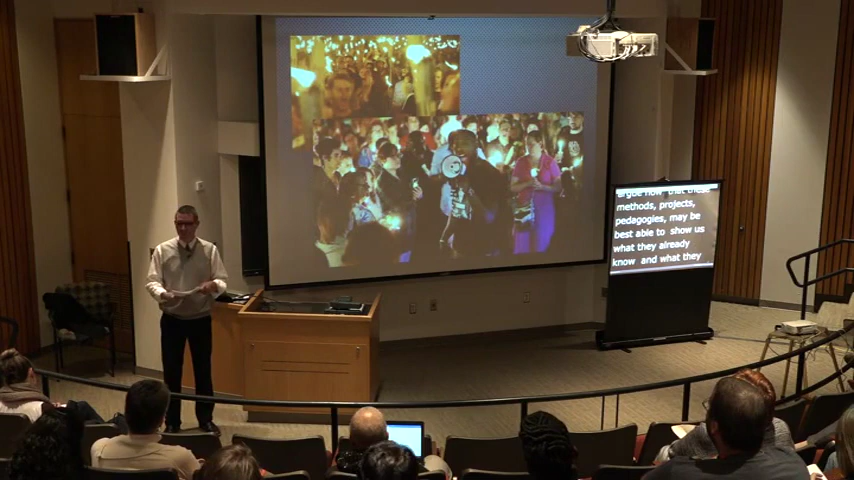 argue now that these
methods, projects,
pedagogies, may be
best able to show us
what they already
know and what they